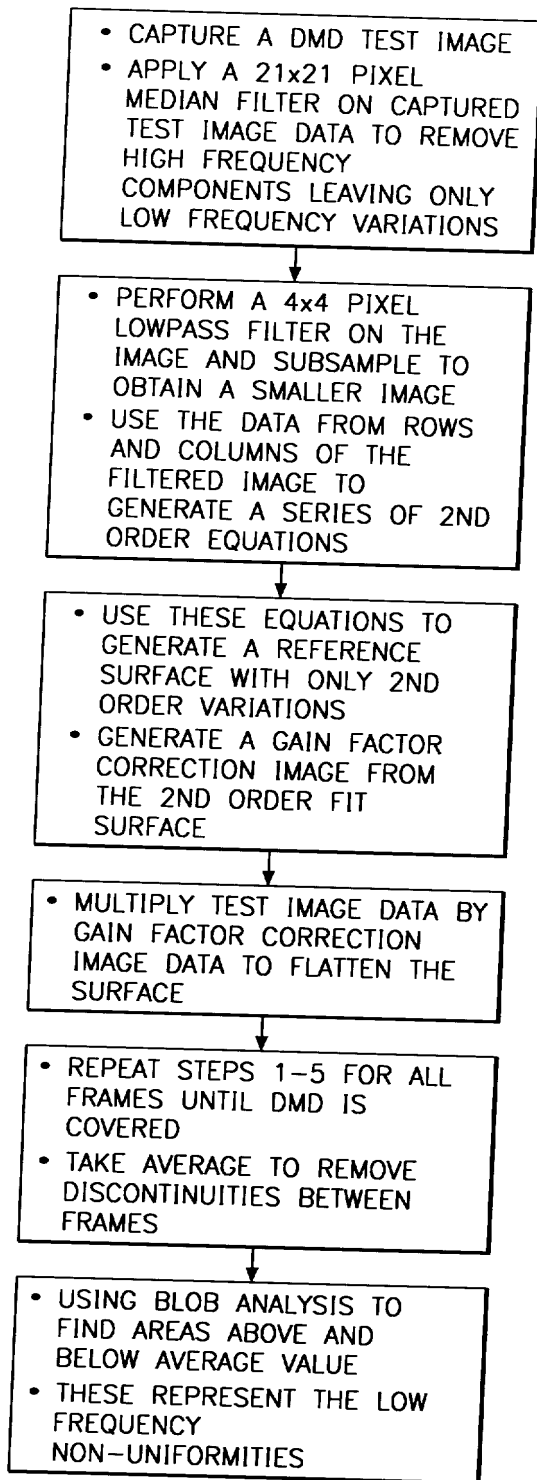 • CAPTURE A DMD TEST IMAGE
• APPLY A 21x21 PIXEL
MEDIAN FILTER ON CAPTURED
TEST IMAGE DATA TO REMOVE
HIGH FREQUENCY
COMPONENTS LEAVING ONLY
LOW FREQUENCY VARIATIONS
• PERFORM A 4x4 PIXEL
LOWPASS FILTER ON THE
IMAGE AND SUBSAMPLE TO
OBTAIN A SMALLER IMAGE
• USE THE DATA FROM ROWS
AND COLUMNS OF THE
FILTERED IMAGE TO
GENERATE A SERIES OF 2ND
ORDER EQUATIONS
• USE THESE EQUATIONS TO
GENERATE A REFERENCE
SURFACE WITH ONLY 2ND
ORDER VARIATIONS
• GENERATE A GAIN FACTOR
CORRECTION IMAGE FROM
THE 2ND ORDER FIT
SURFACE
• MULTIPLY TEST IMAGE DATA BY
GAIN FACTOR CORRECTION
IMAGE DATA TO FLATTEN THE
SURFACE
• REPEAT STEPS 1-5 FOR ALL
FRAMES UNTIL DMD IS
COVERED
• TAKE AVERAGE TO REMOVE
DISCONTINUITIES BETWEEN
FRAMES
• USING BLOB ANALYSIS TO
FIND AREAS ABOVE AND
BELOW AVERAGE VALUE
• THESE REPRESENT THE LOW
FREQUENCY
NON-UNIFORMITIES